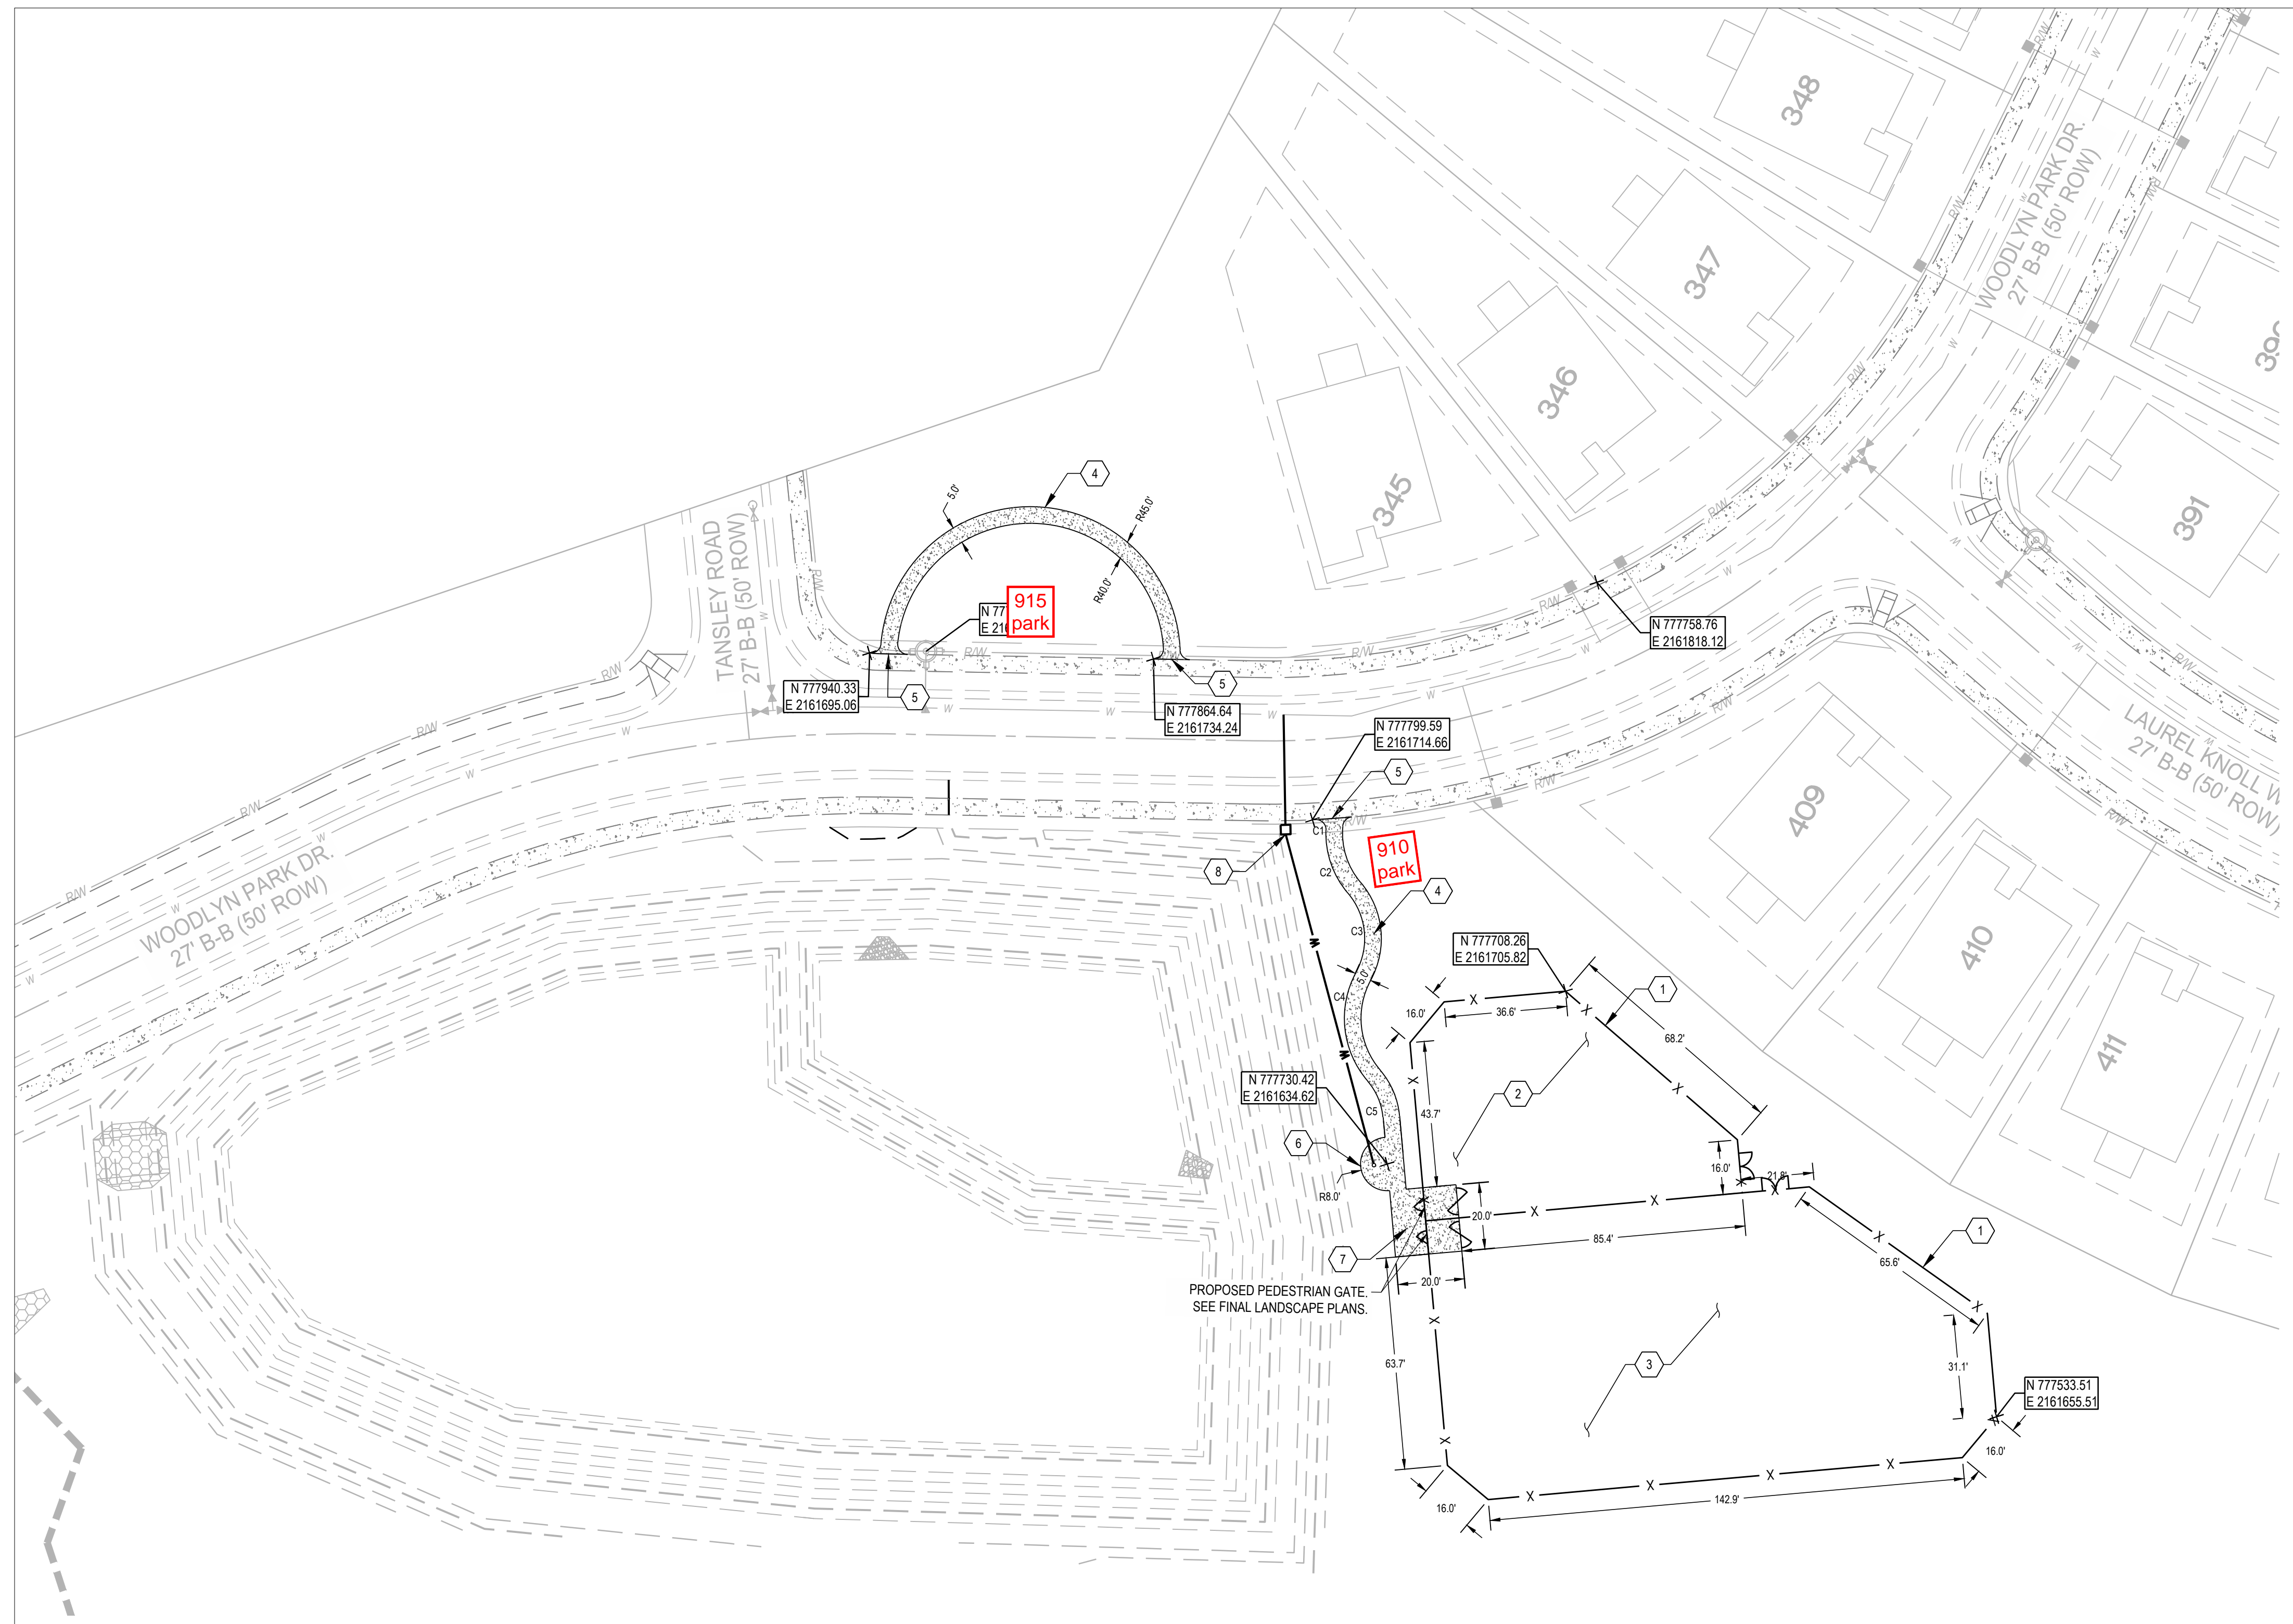 348
347
346
345
391
409
410
411
WOODLYN PARK DR.
27' B-B (50' ROW)
R/W
R/W
R/W
R/W
R/W
W
W
W
4
5.0'
R45.0'
R40.0'
TANSLEY ROAD
27' B-B (50' ROW)
R/W
W
915
park
N 777940.33
E 2161695.06
5
5
N 777864.64
E 2161734.24
N 777758.76
E 2161818.12
N 777799.59
E 2161714.66
5
R/W
R/W
R/W
R/W
R/W
R/W
W
W
W
W
W
LAUREL KNOLL W
27' B-B (50' ROW)
R/W
R/W
W
W
WOODLYN PARK DR.
27' B-B (50' ROW)
R/W
R/W
R/W
W
W
W
W
8
C1
C2
C3
C4
C5
910
park
4
5.0'
N 777708.26
E 2161705.82
1
16.0'
36.6'
68.2'
2
43.7'
N 777730.42
E 2161634.62
6
R8.0'
16.0'
21.8'
20.0'
85.4'
7
20.0'
PROPOSED PEDESTRIAN GATE.
SEE FINAL LANDSCAPE PLANS.
1
65.6'
3
63.7'
31.1'
N 777533.51
E 2161655.51
16.0'
142.9'
16.0'